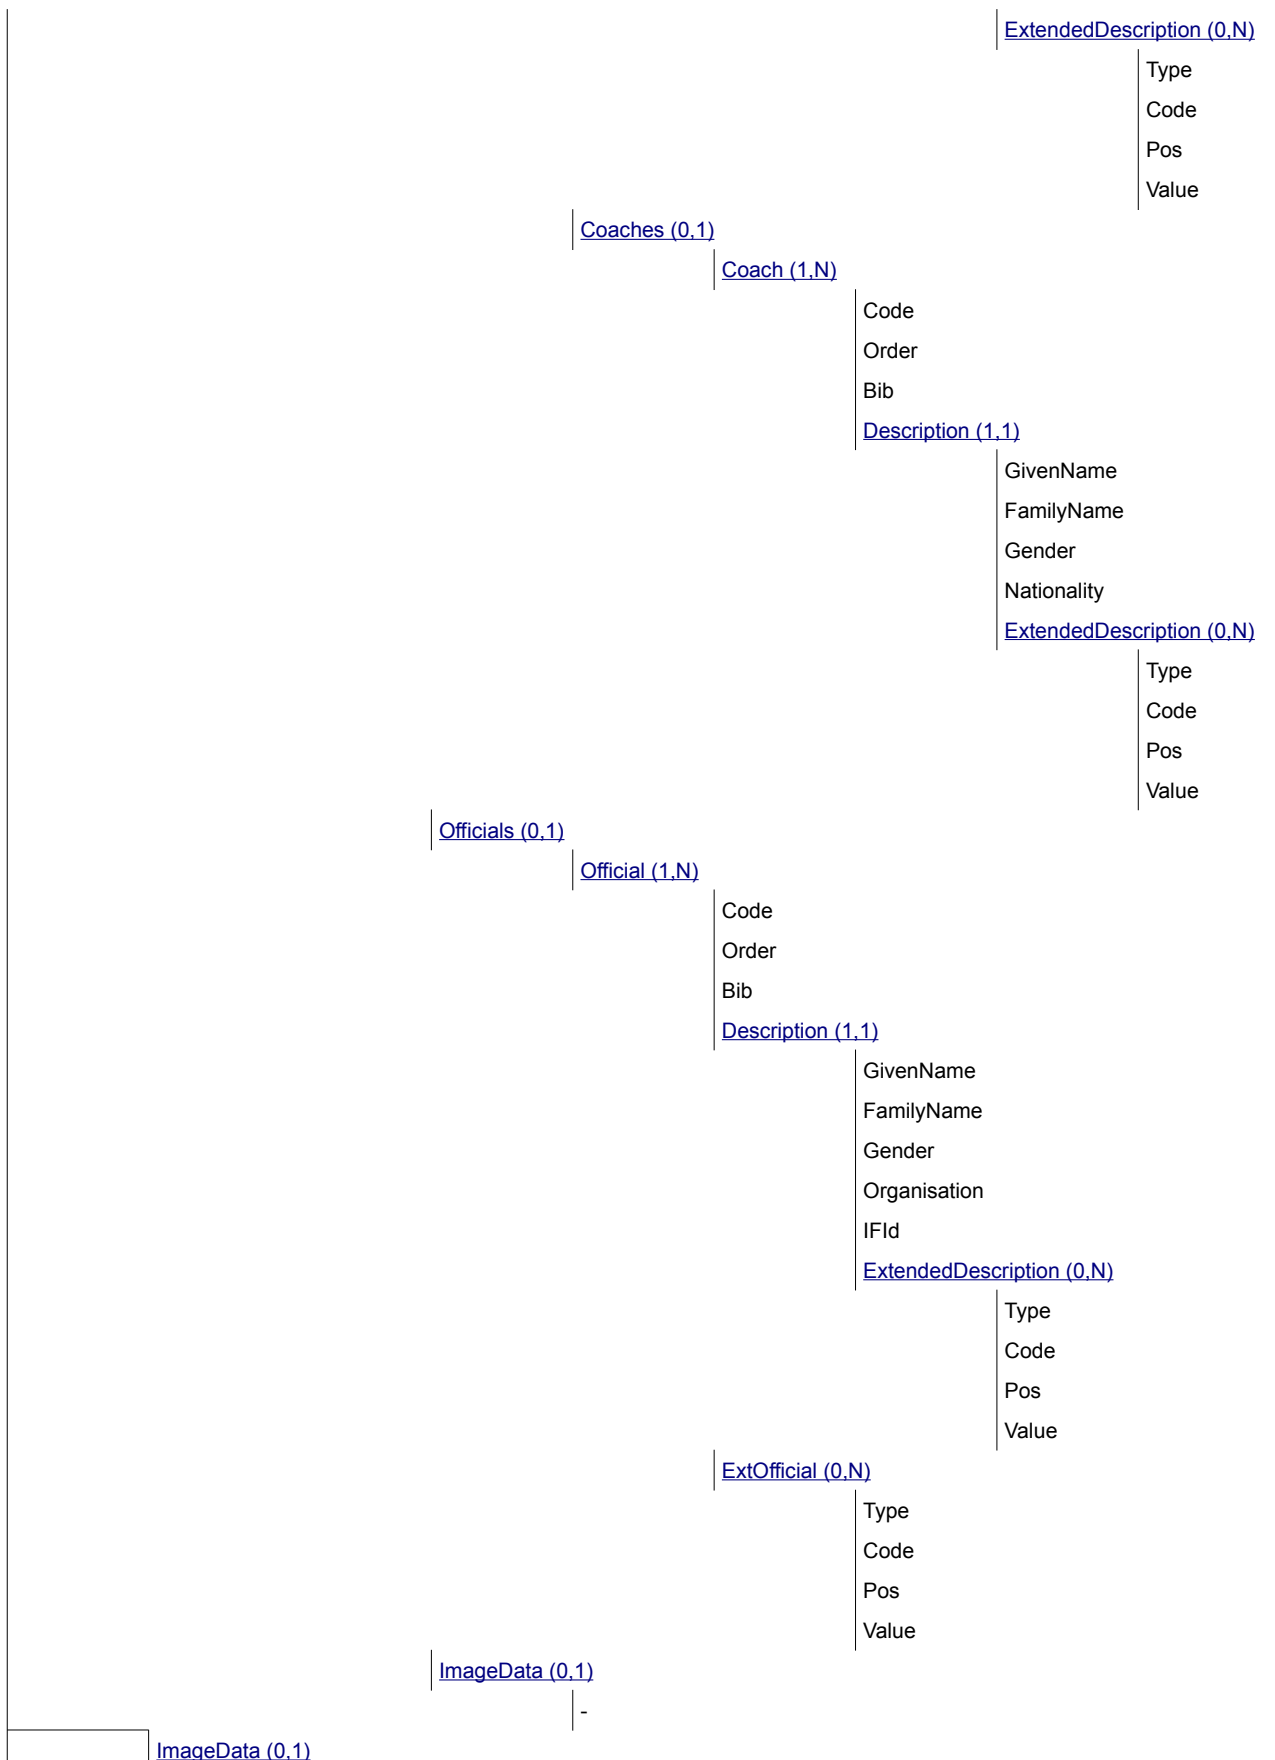 ExtendedDescription (0,N)
Type
Code
Pos
Value
Coaches (0,1)
Coach (1,N)
Code
Order
Bib
Description (1,1)
GivenName
FamilyName
Gender
Nationality
ExtendedDescription (0,N)
Type
Code
Pos
Value
Officials (0,1)
Official (1,N)
Code
Order
Bib
Description (1,1)
GivenName
FamilyName
Gender
Organisation
IFId
ExtendedDescription (0,N)
Type
Code
Pos
Value
ExtOfficial (0,N)
Type
Code
Pos
Value
ImageData (0,1)
-
ImageData (0,1)